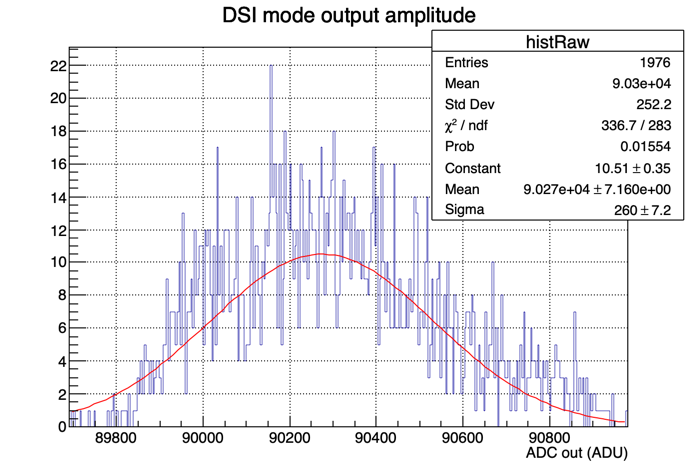 DSI mode output amplitude
histRaw
Entries 1976
Mean 9.03e+04
Std Dev 252.2
χ² / ndf 336.7 / 283
Prob 0.01554
Constant 10.51 ± 0.35
Mean 9.027e+04 ± 7.160e+00
Sigma 260 ± 7.2
22
20
18
16
14
12
10
8
6
4
2
0
89800 90000 90200 90400 90600 90800
ADC out (ADU)